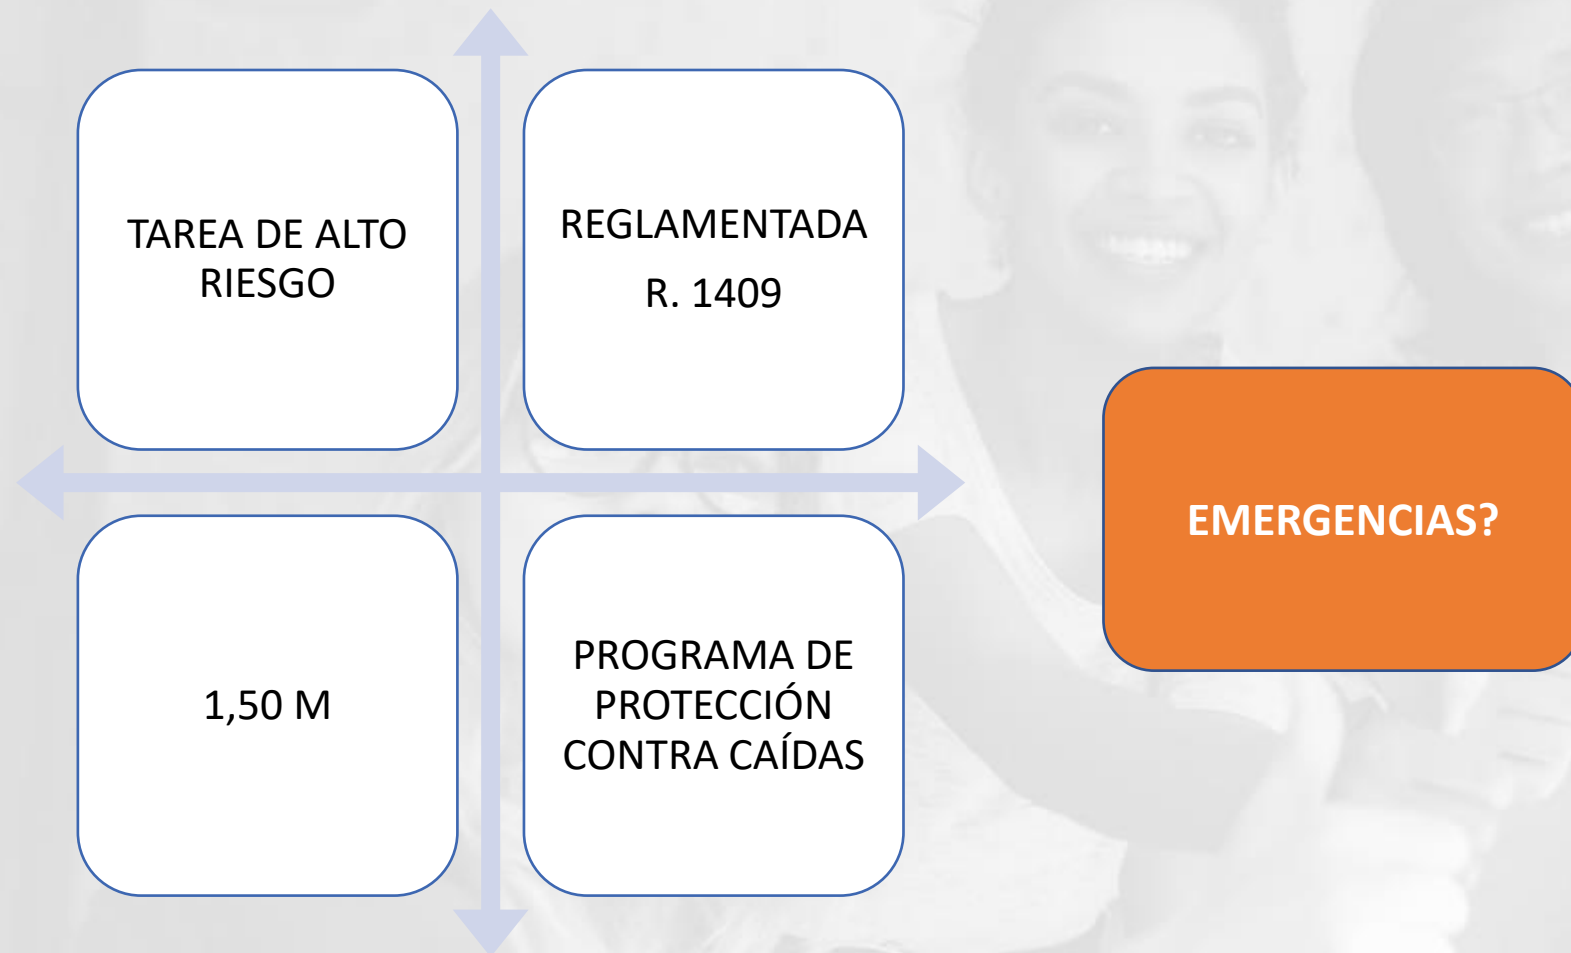 TAREA DE ALTO
RIESGO
REGLAMENTADA
R. 1409
1,50 M
PROGRAMA DE
PROTECCIÓN
CONTRA CAÍDAS
EMERGENCIAS?